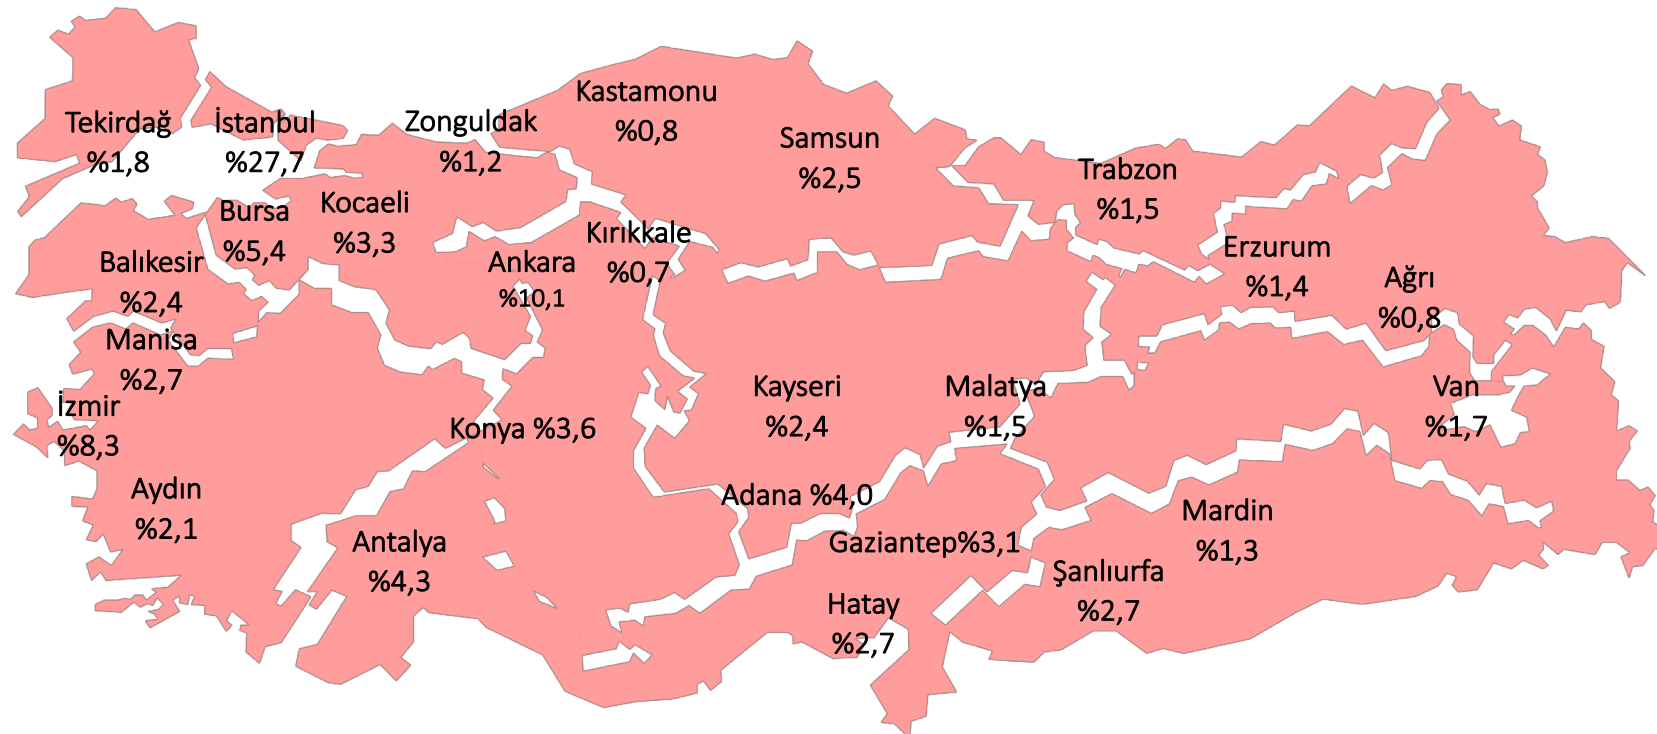 Tekirdağ
%1,8
İstanbul
%27,7
Zonguldak
%1,2
Kastamonu
%0,8
Samsun
%2,5
Trabzon
%1,5
Bursa
%5,4
Kocaeli
%3,3
Kırıkkale
%0,7
Ankara
%10,1
Balıkesir
%2,4
Erzurum
%1,4
Ağrı
%0,8
Manisa
%2,7
İzmir
%8,3
Konya %3,6
Kayseri
%2,4
Malatya
%1,5
Van
%1,7
Aydın
%2,1
Adana %4,0
Antalya
%4,3
Gaziantep%3,1
Mardin
%1,3
Şanlıurfa
%2,7
Hatay
%2,7